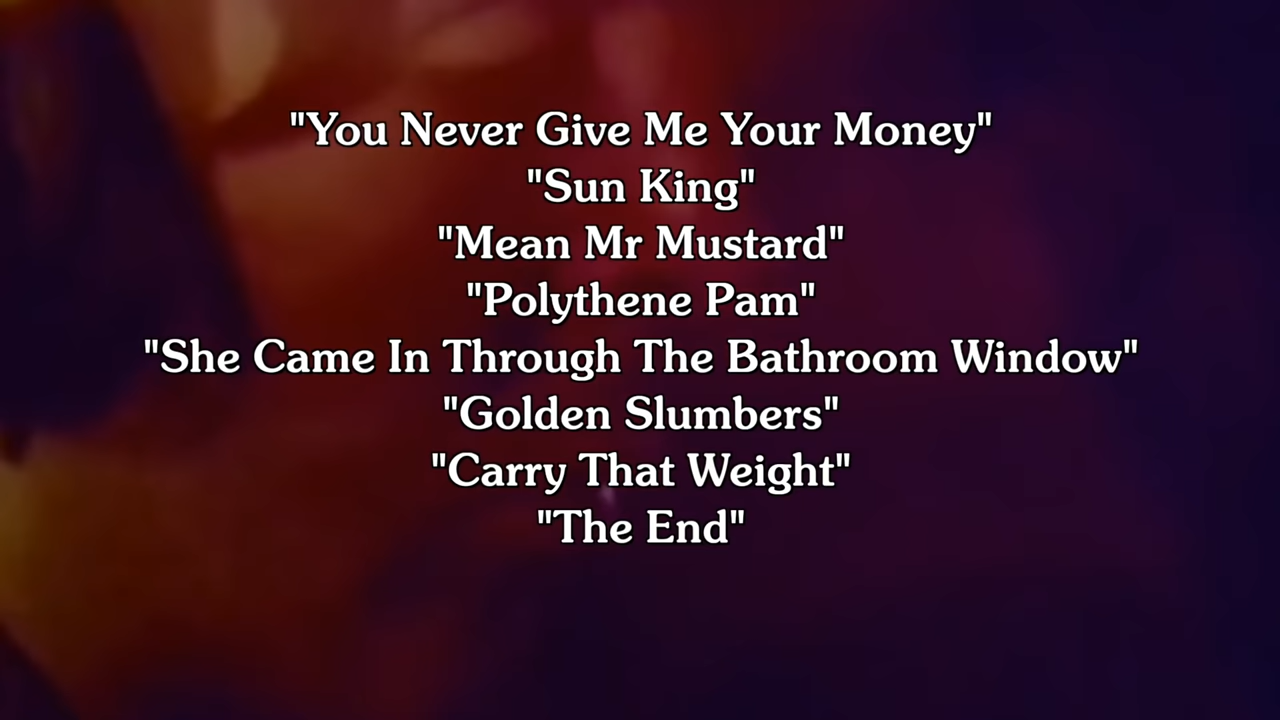 "You Never Give Me Your Money"
"Sun King"
"Mean Mr Mustard"
"Polythene Pam"
"She Came In Through The Bathroom Window"
"Golden Slumbers"
"Carry That Weight"
"The End"